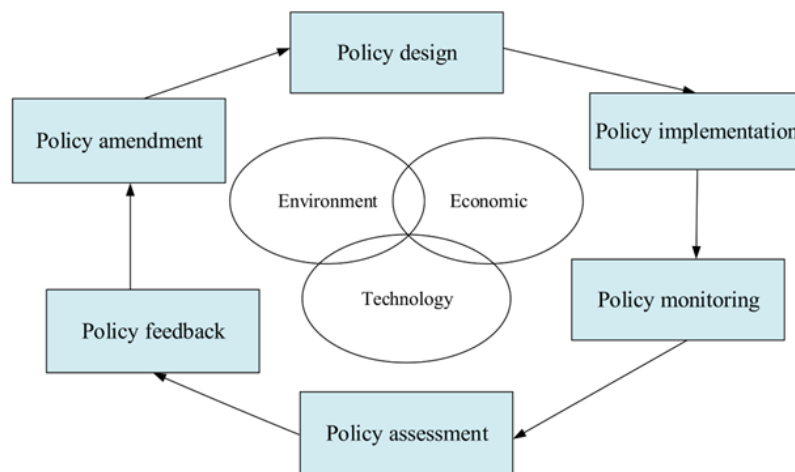 Policy design
Policy amendment
Policy implementation
Environment
Economic
Policy monitoring
Technology
Policy feedback
Policy assessment